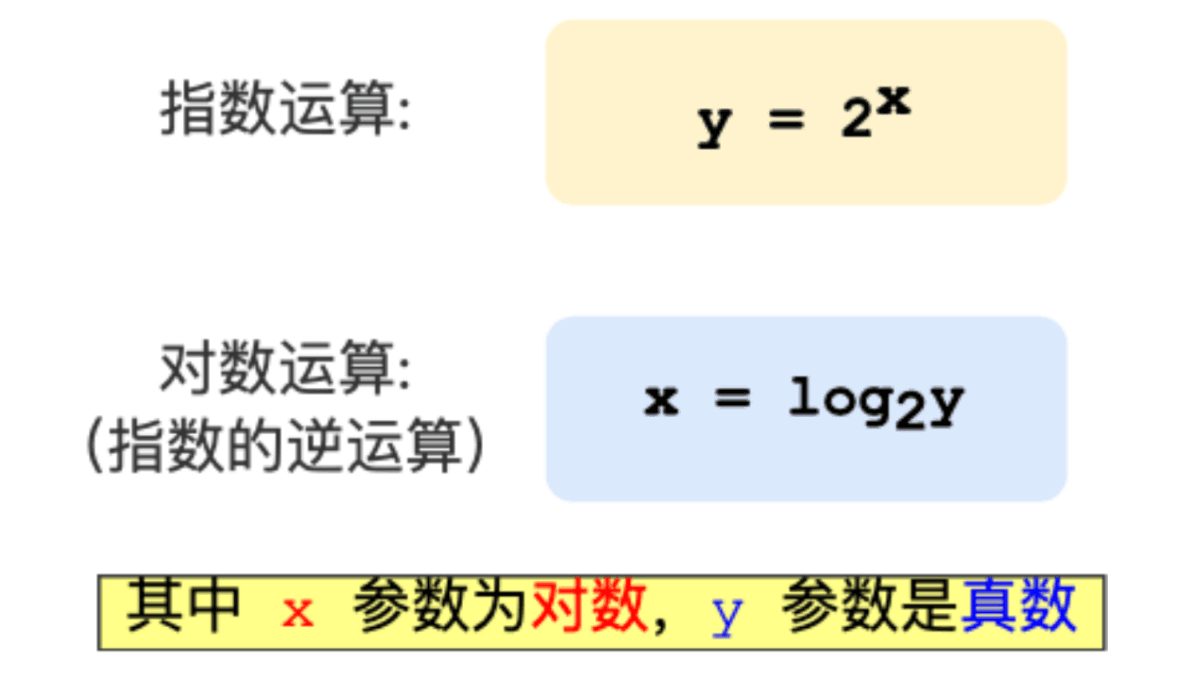 指数运算:
y = 2^x
对数运算:
(指数的逆运算)
x = log₂y
其中 x 参数为对数，y 参数是真数